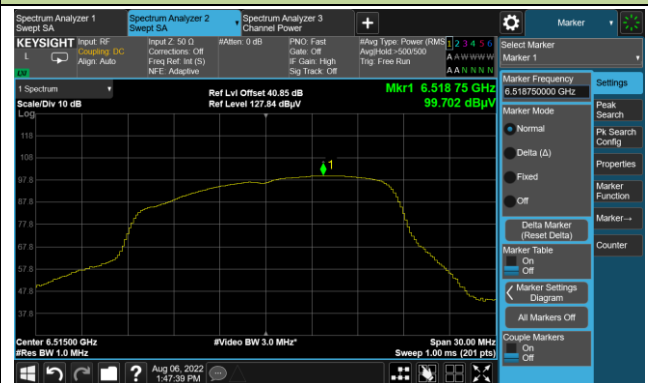 Spectrum Analyzer 1
Swept SA
Spectrum Analyzer 2
Swept SA
Spectrum Analyzer 3
Channel Power
+
Marker
KEYSIGHT
L
Input: RF
Coupling: DC
Align: Auto
Input Z: 50 Ω
Corrections: Off
Freq Ref: Int (S)
NFE: Adaptive
#Atten: 0 dB
PNO: Fast
Gate: Off
IF Gain: High
Sig Track: Off
#Avg Type: Power (RMS
Avg|Hold:>500/500
Trig: Free Run
1 2 3 4 5 6
A A W W W W
A A N N N N
Select Marker
Marker 1
1 Spectrum
Scale/Div 10 dB
Log
Ref Lvl Offset 40.85 dB
Ref Level 127.84 dBµV
Mkr1 6.518 75 GHz
99.702 dBµV
118
108
97.8
87.8
77.8
67.8
57.8
47.8
37.8
1
Center 6.51500 GHz
#Res BW 1.0 MHz
#Video BW 3.0 MHz*
Span 30.00 MHz
Sweep 1.00 ms (201 pts)
Marker Frequency
6.518750000 GHz
Marker Mode
Normal
Delta (Δ)
Fixed
Off
Delta Marker
(Reset Delta)
Marker Table
On
Off
Marker Settings
Diagram
All Markers Off
Couple Markers
On
Off
Settings
Peak
Search
Pk Search
Config
Properties
Marker
Function
Marker→
Counter
?
Aug 06, 2022
1:47:39 PM